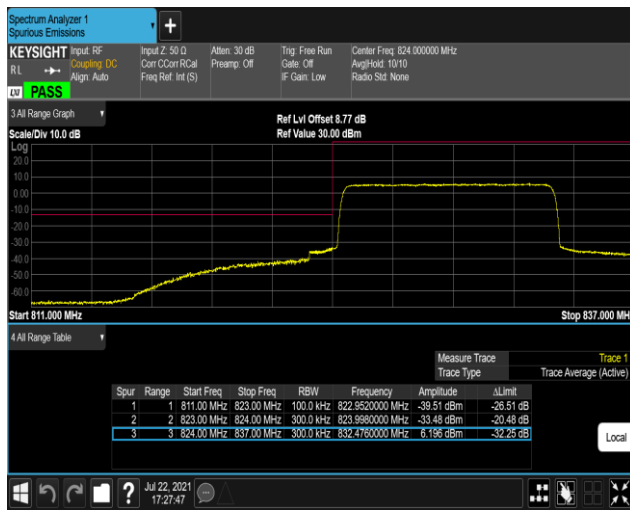 Spectrum Analyzer 1
Spurious Emissions
+
KEYSIGHT Input: RF Input Z: 50 Ω Atten: 30 dB Trig: Free Run Center Freq: 824.000000 MHz
RL Coupling: DC Corr CCorr RCal Preamp: Off Gate: Off Avg|Hold: 10/10
Align: Auto Freq Ref: Int (S) IF Gain: Low Radio Std: None
LXI PASS
3 All Range Graph
Ref Lvl Offset 8.77 dB
Scale/Div 10.0 dB Ref Value 30.00 dBm
Log
20.0
10.0
0.00
-10.0
-20.0
-30.0
-40.0
-50.0
-60.0
Start 811.000 MHz Stop 837.000 MH
4 All Range Table
Measure Trace Trace 1
Trace Type Trace Average (Active)
Spur Range Start Freq Stop Freq RBW Frequency Amplitude ΔLimit
1 1 811.00 MHz 823.00 MHz 100.0 kHz 822.9520000 MHz -39.51 dBm -26.51 dB
2 2 823.00 MHz 824.00 MHz 300.0 kHz 823.9980000 MHz -33.48 dBm -20.48 dB
3 3 824.00 MHz 837.00 MHz 300.0 kHz 832.4760000 MHz 6.196 dBm -32.25 dB
Local
? Jul 22, 2021
17:27:47